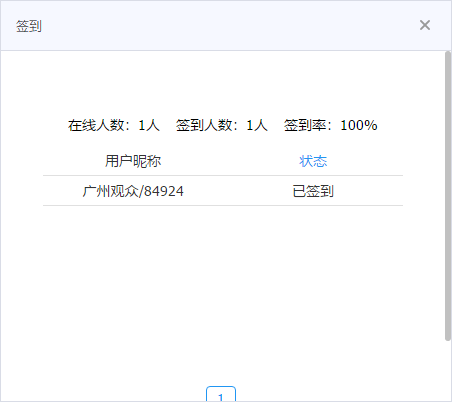 签到
在线人数：1人 签到人数：1人 签到率：100%
用户昵称 状态
广州观众/84924 已签到
1